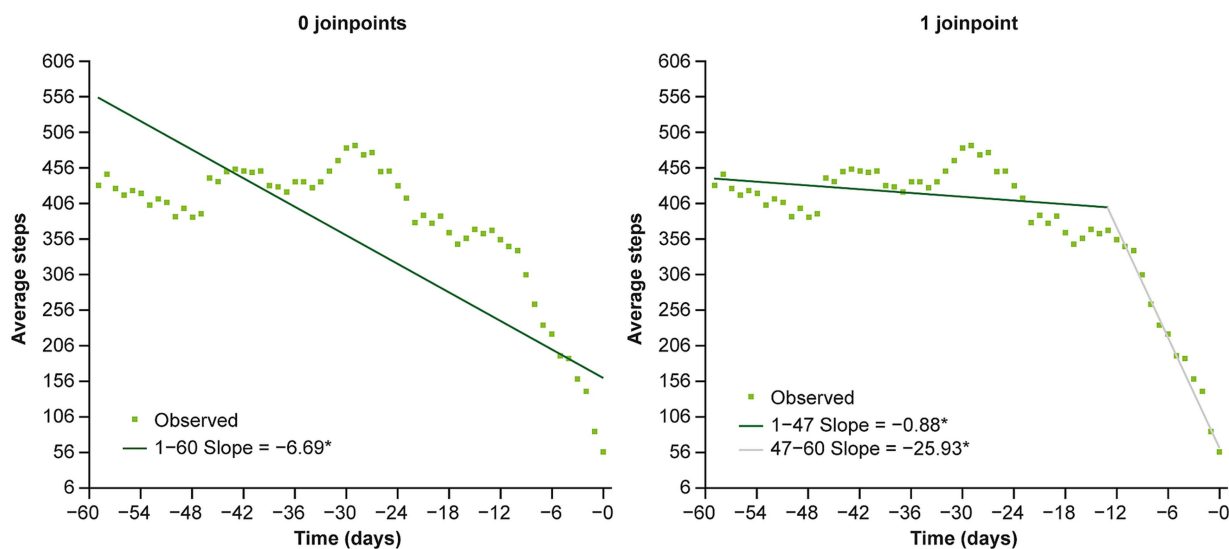 0 joinpoints
606
556
506
456
406
356
306
256
206
156
106
56
6
Average steps
Observed
1−60 Slope = −6.69*
−60 −54 −48 −42 −36 −30 −24 −18 −12 −6 −0
Time (days)
1 joinpoint
606
556
506
456
406
356
306
256
206
156
106
56
6
Average steps
Observed
1−47 Slope = −0.88*
47−60 Slope = −25.93*
−60 −54 −48 −42 −36 −30 −24 −18 −12 −6 −0
Time (days)